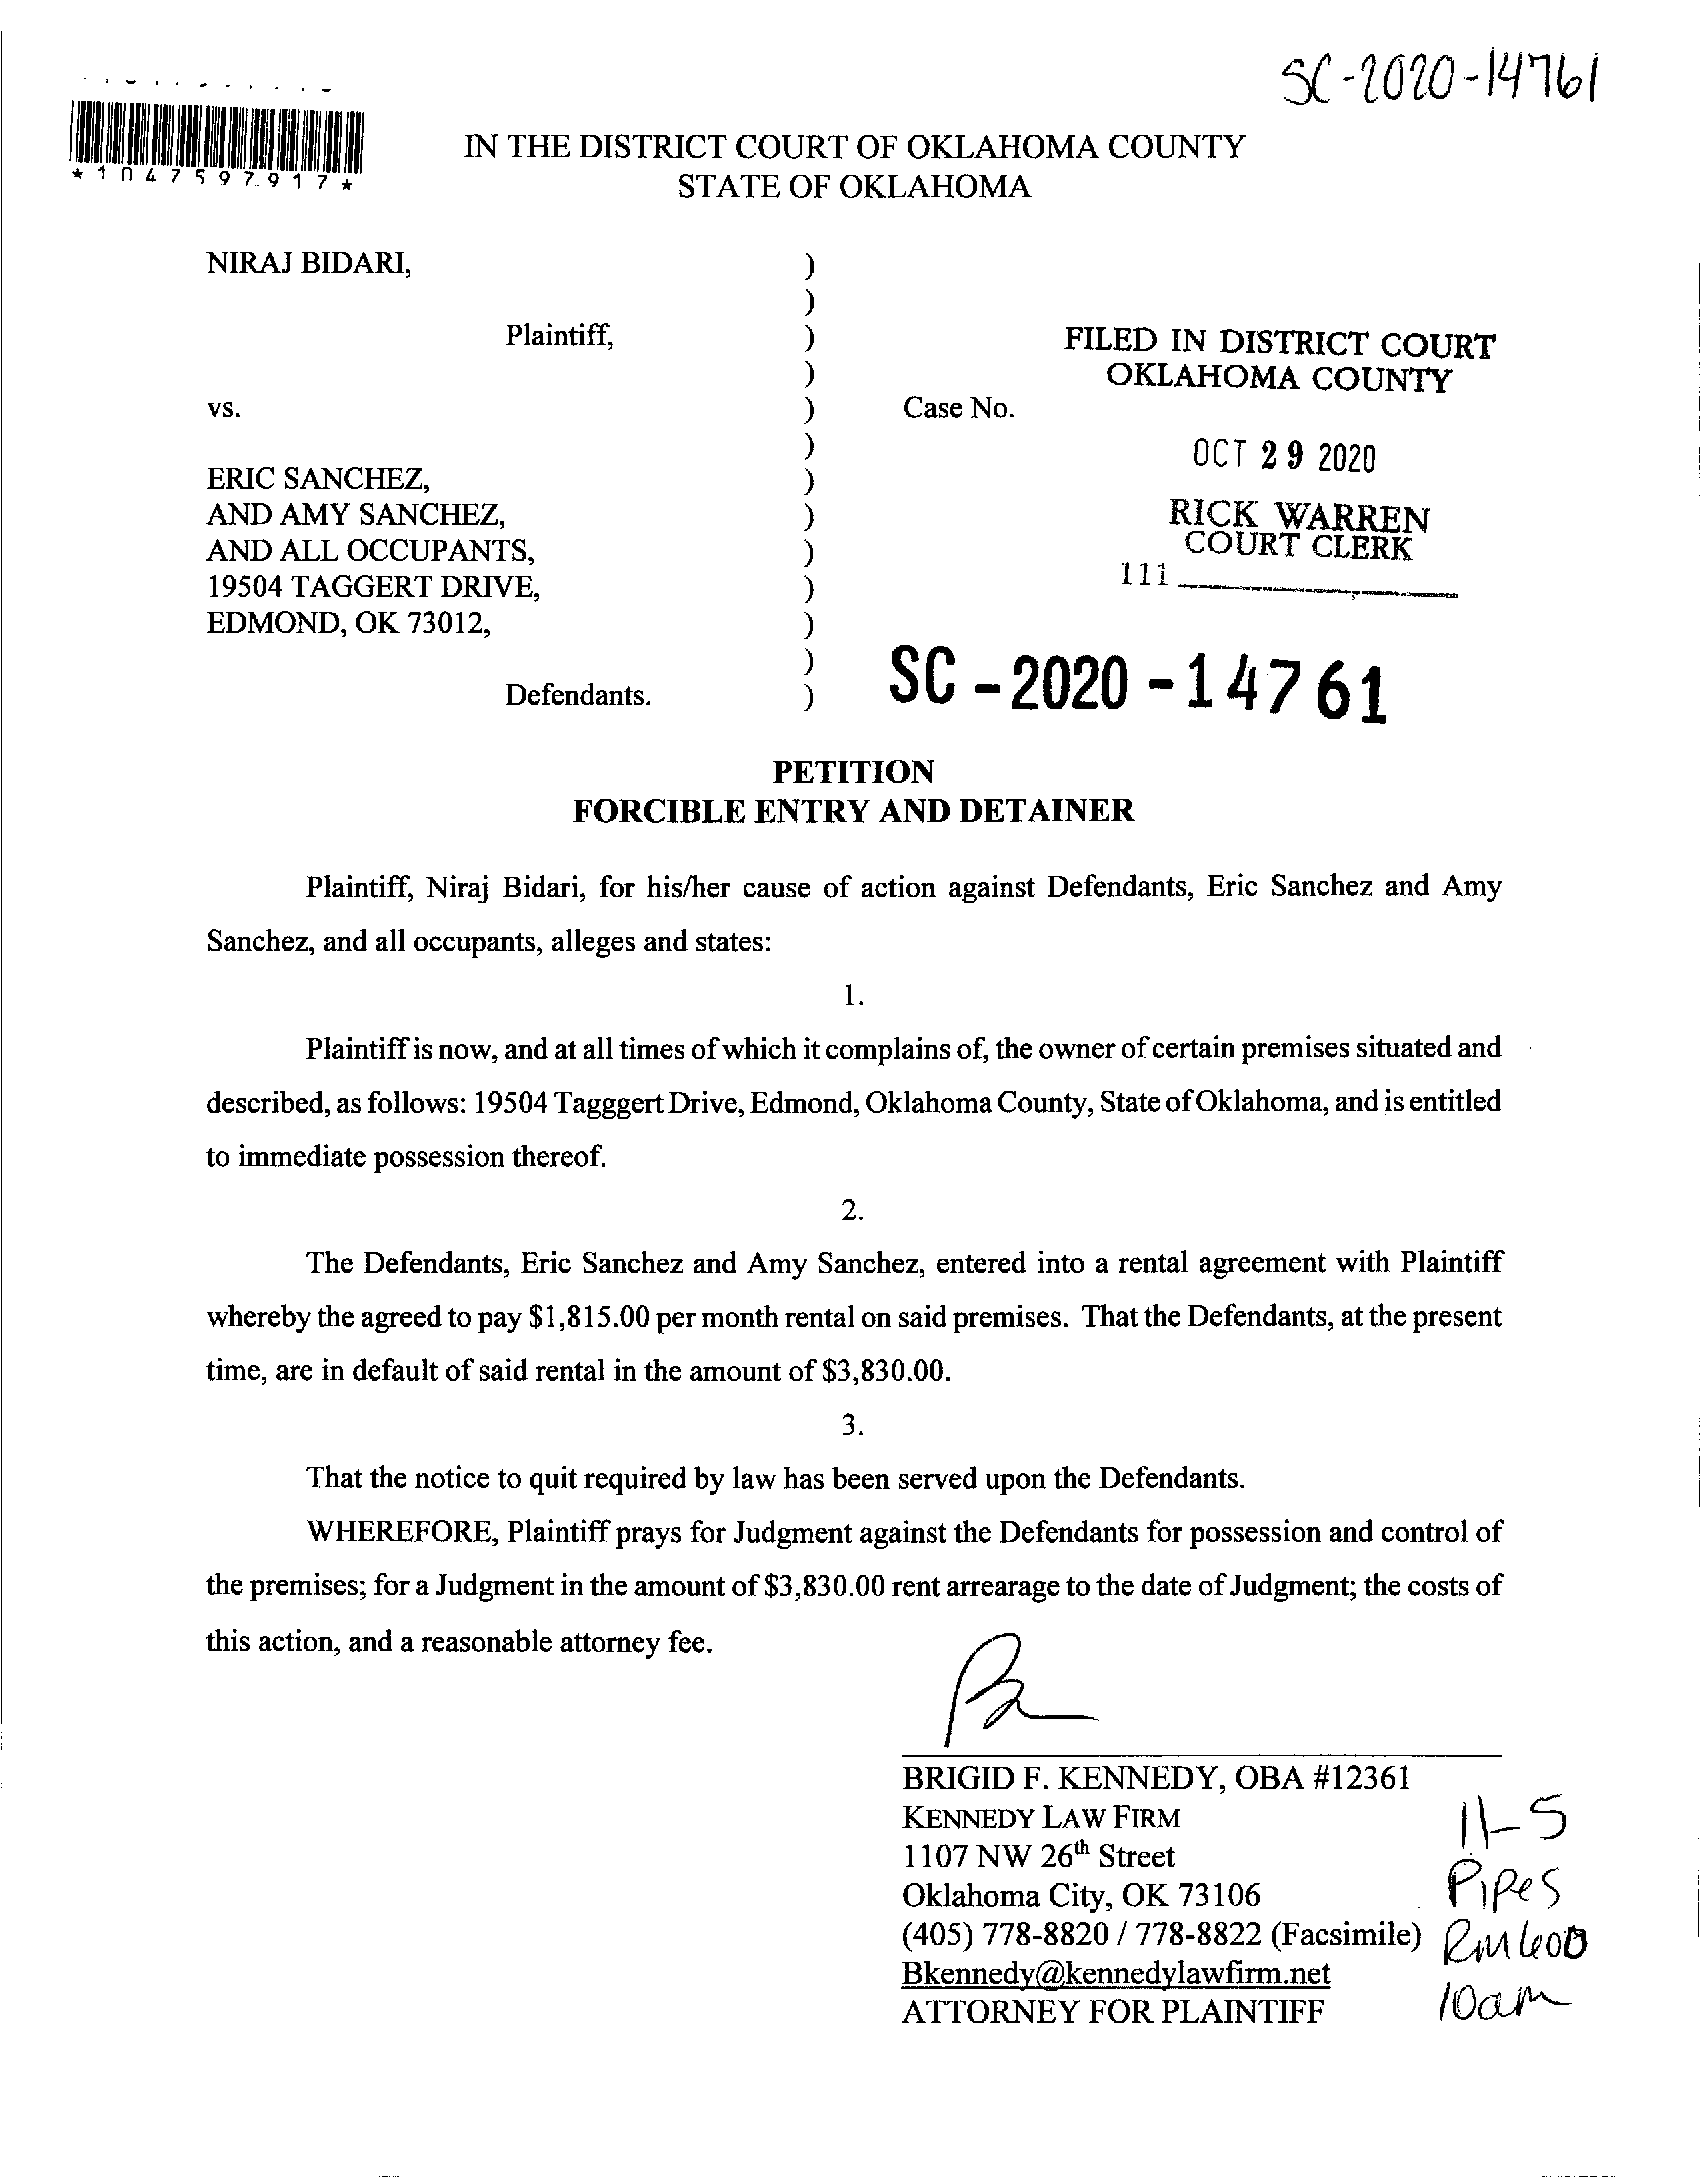 SC-2020-14761
*1047597917*
IN THE DISTRICT COURT OF OKLAHOMA COUNTY
STATE OF OKLAHOMA
NIRAJ BIDARI, )
)
Plaintiff, )
)
vs. ) Case No.
)
ERIC SANCHEZ, )
AND AMY SANCHEZ, )
AND ALL OCCUPANTS, )
19504 TAGGERT DRIVE, )
EDMOND, OK 73012, )
)
Defendants. )
FILED IN DISTRICT COURT
OKLAHOMA COUNTY
OCT 29 2020
RICK WARREN
COURT CLERK
111
SC-2020-14761
PETITION
FORCIBLE ENTRY AND DETAINER
Plaintiff, Niraj Bidari, for his/her cause of action against Defendants, Eric Sanchez and Amy
Sanchez, and all occupants, alleges and states:
1.
Plaintiff is now, and at all times of which it complains of, the owner of certain premises situated and
described, as follows: 19504 Tagggert Drive, Edmond, Oklahoma County, State of Oklahoma, and is entitled
to immediate possession thereof.
2.
The Defendants, Eric Sanchez and Amy Sanchez, entered into a rental agreement with Plaintiff
whereby the agreed to pay $1,815.00 per month rental on said premises. That the Defendants, at the present
time, are in default of said rental in the amount of $3,830.00.
3.
That the notice to quit required by law has been served upon the Defendants.
WHEREFORE, Plaintiff prays for Judgment against the Defendants for possession and control of
the premises; for a Judgment in the amount of $3,830.00 rent arrearage to the date of Judgment; the costs of
this action, and a reasonable attorney fee.
BRIGID F. KENNEDY, OBA #12361
KENNEDY LAW FIRM
1107 NW 26th Street
Oklahoma City, OK 73106
(405) 778-8820 / 778-8822 (Facsimile)
Bkennedy@kennedylawfirm.net
ATTORNEY FOR PLAINTIFF
11-5
Pipes
Rm 600
10am